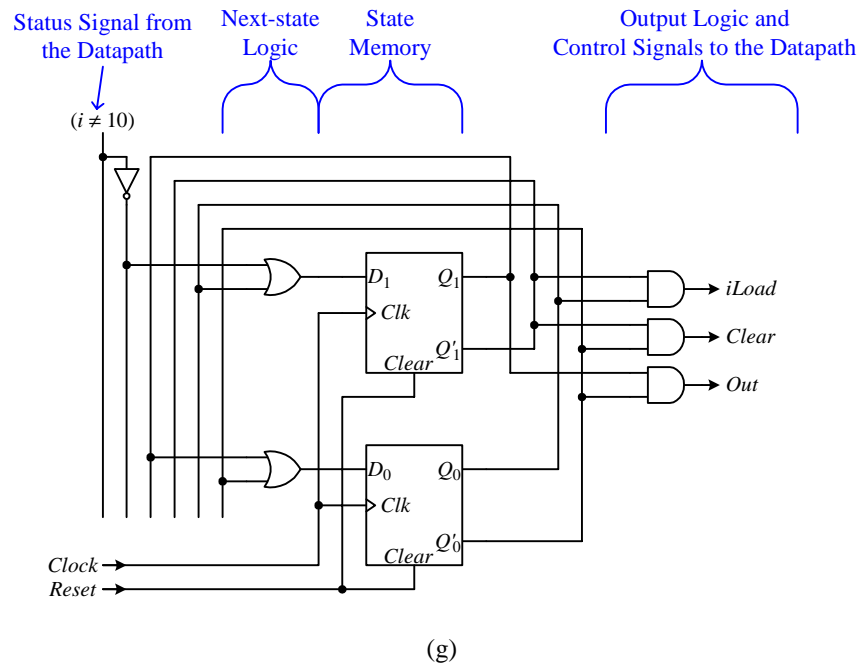 Status Signal from
the Datapath
Next-state
Logic
State
Memory
Output Logic and
Control Signals to the Datapath
(i ≠ 10)
D₁
Q₁
Clk
Q'₁
Clear
iLoad
Clear
Out
D₀
Q₀
Clk
Q'₀
Clear
Clock
Reset
(g)